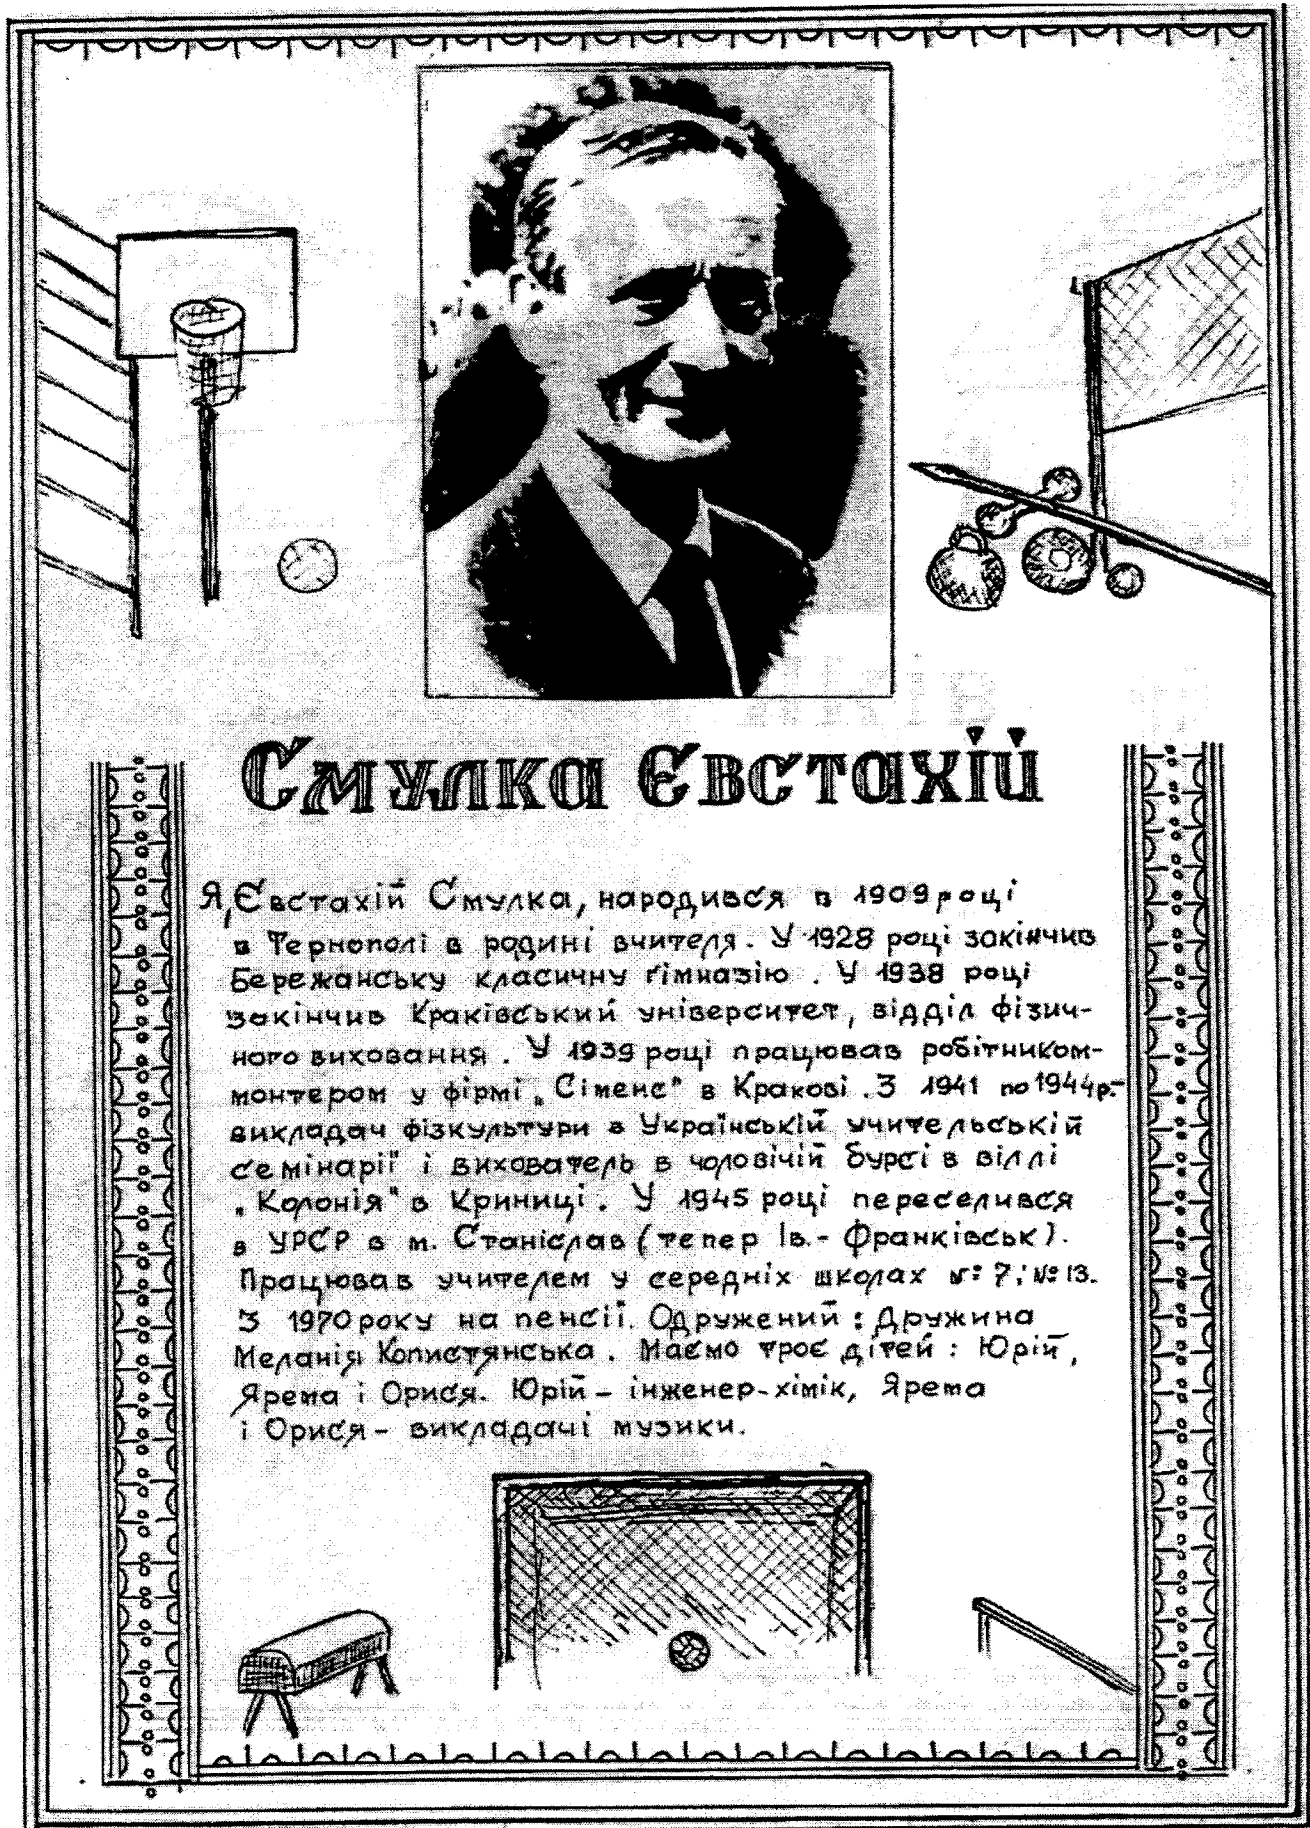 Смулка Євстахій
Я, Євстахій Смулка, народився в 1909 році
в Тернополі в родині вчителя. У 1928 році закінчив
Бережанську класичну гімназію. У 1938 році
закінчив Краківський університет, відділ фізич-
ного виховання. У 1939 році працював робітником-
монтером у фірмі „Сіменс" в Кракові. З 1941 по 1944р.-
викладач фізкультури в Українській учительській
семінарії і вихователь в чоловічій бурсі в віллі
„Колонія" в Криниці. У 1945 році переселився
в УРСР в м. Станіслав (тепер Ів.- Франківськ).
Працював учителем у середніх школах №7, №13.
З 1970 року на пенсії. Одружений: Дружина
Меланія Копистянська. Маємо троє дітей: Юрій,
Ярема і Орися. Юрій – інженер-хімік, Ярема
і Орися – викладачі музики.